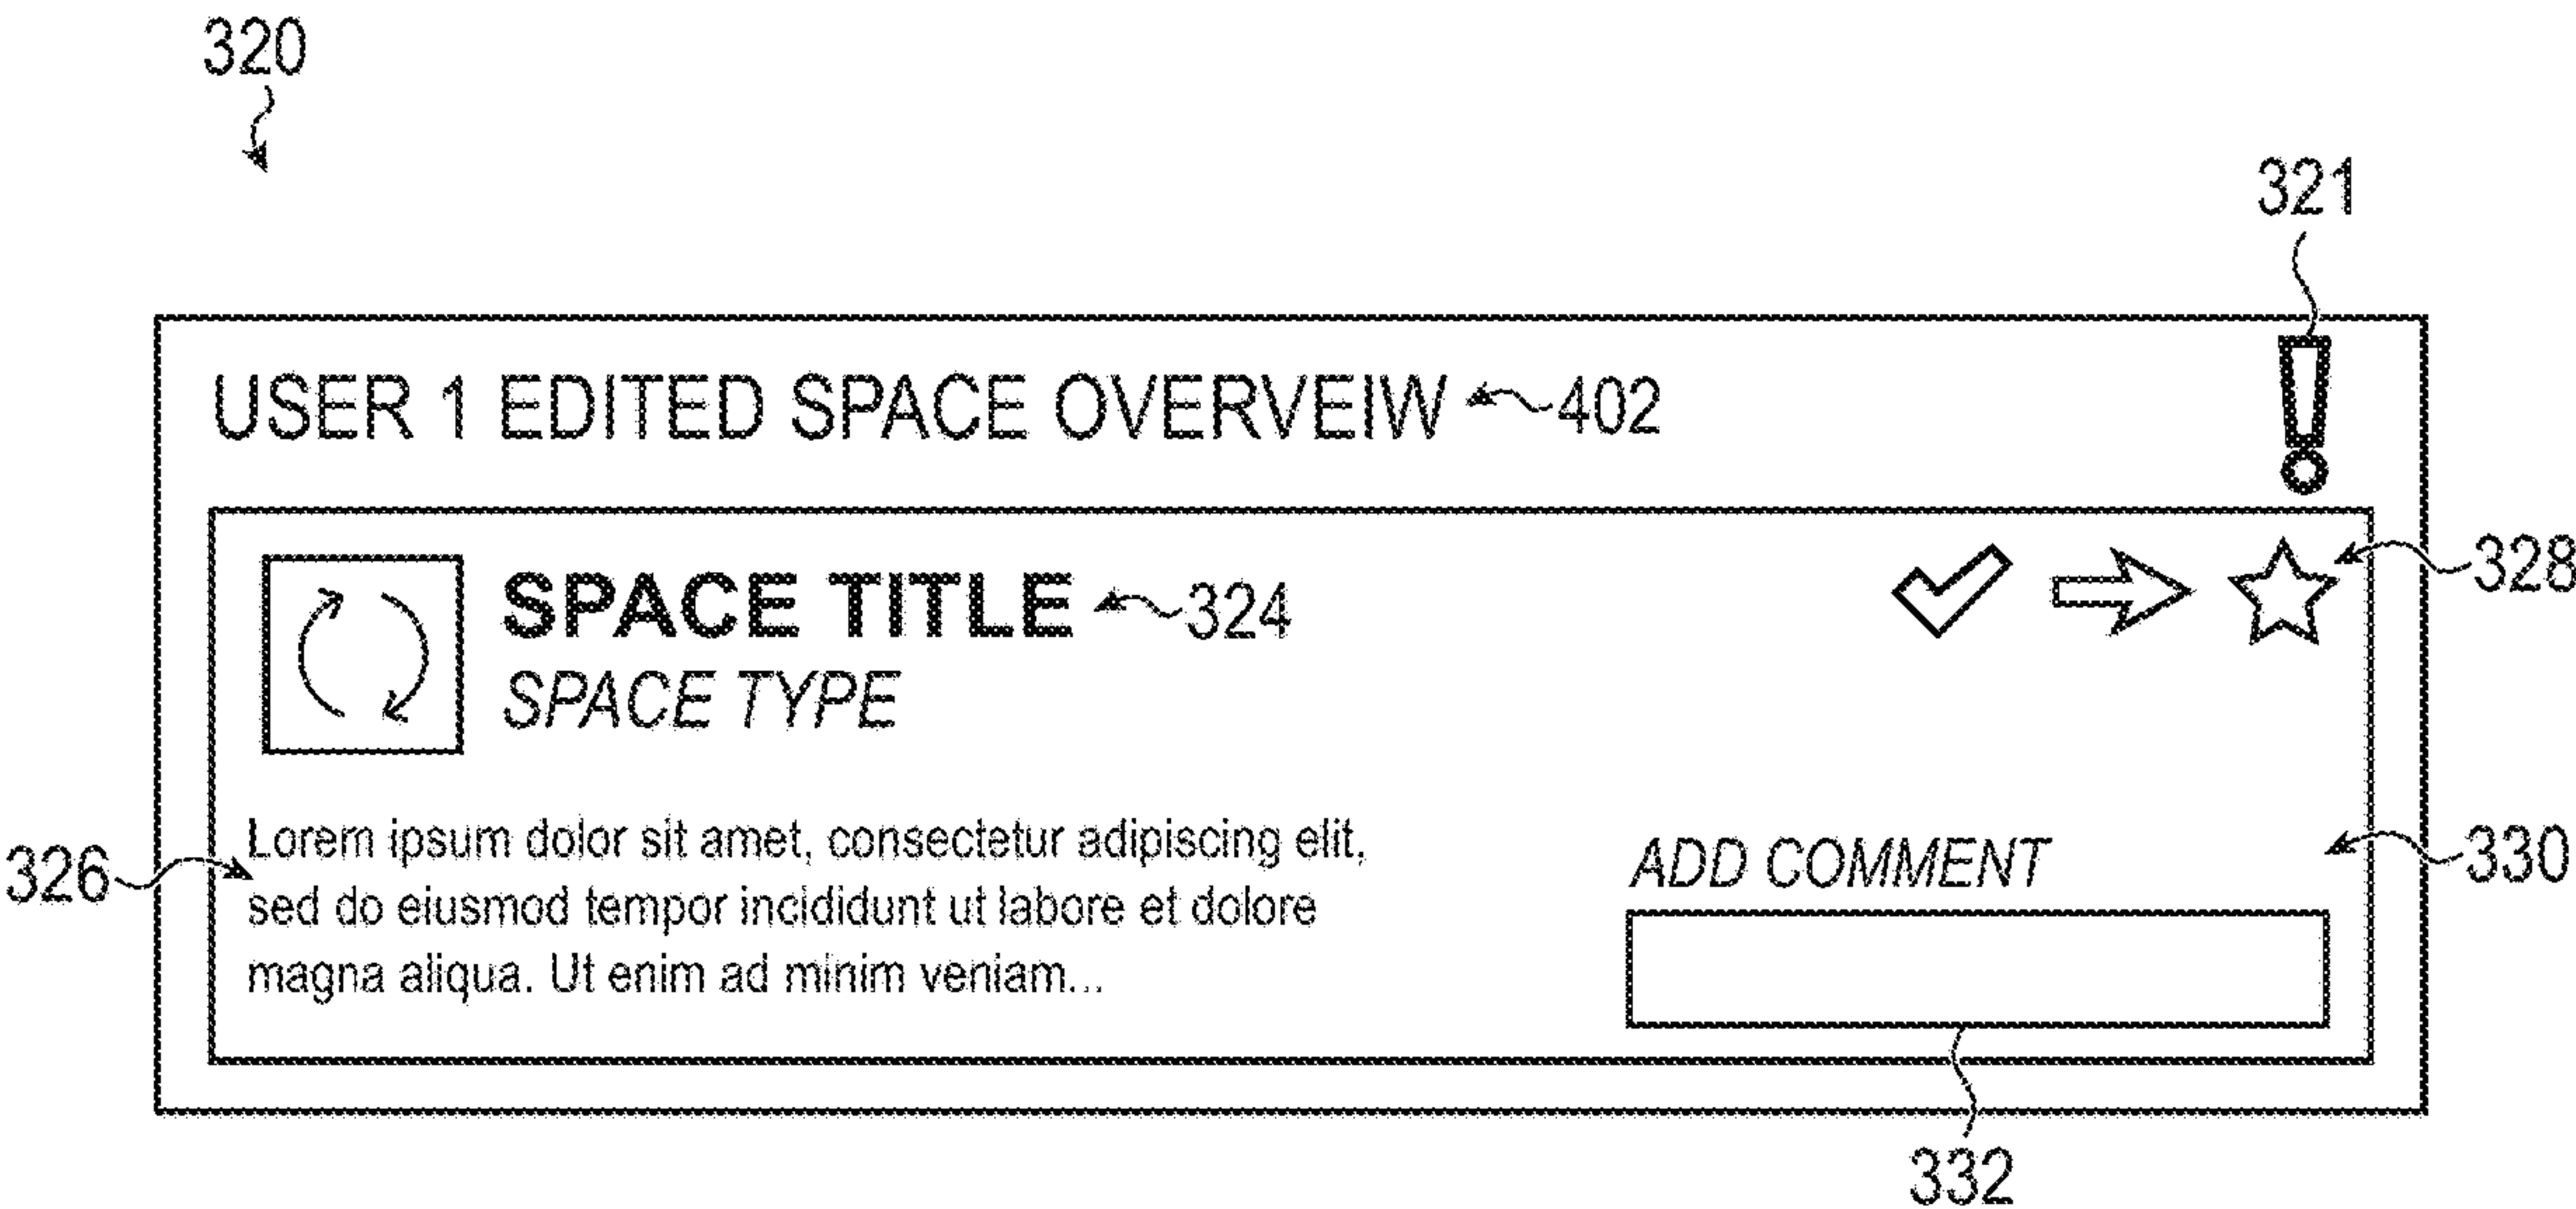 320
321
USER 1 EDITED SPACE OVERVEIW 402
SPACE TITLE 324
328
SPACE TYPE
326
Lorem ipsum dolor sit amet, consectetur adipiscing elit,
sed do eiusmod tempor incididunt ut labore et dolore
magna aliqua. Ut enim ad minim veniam...
ADD COMMENT
330
332